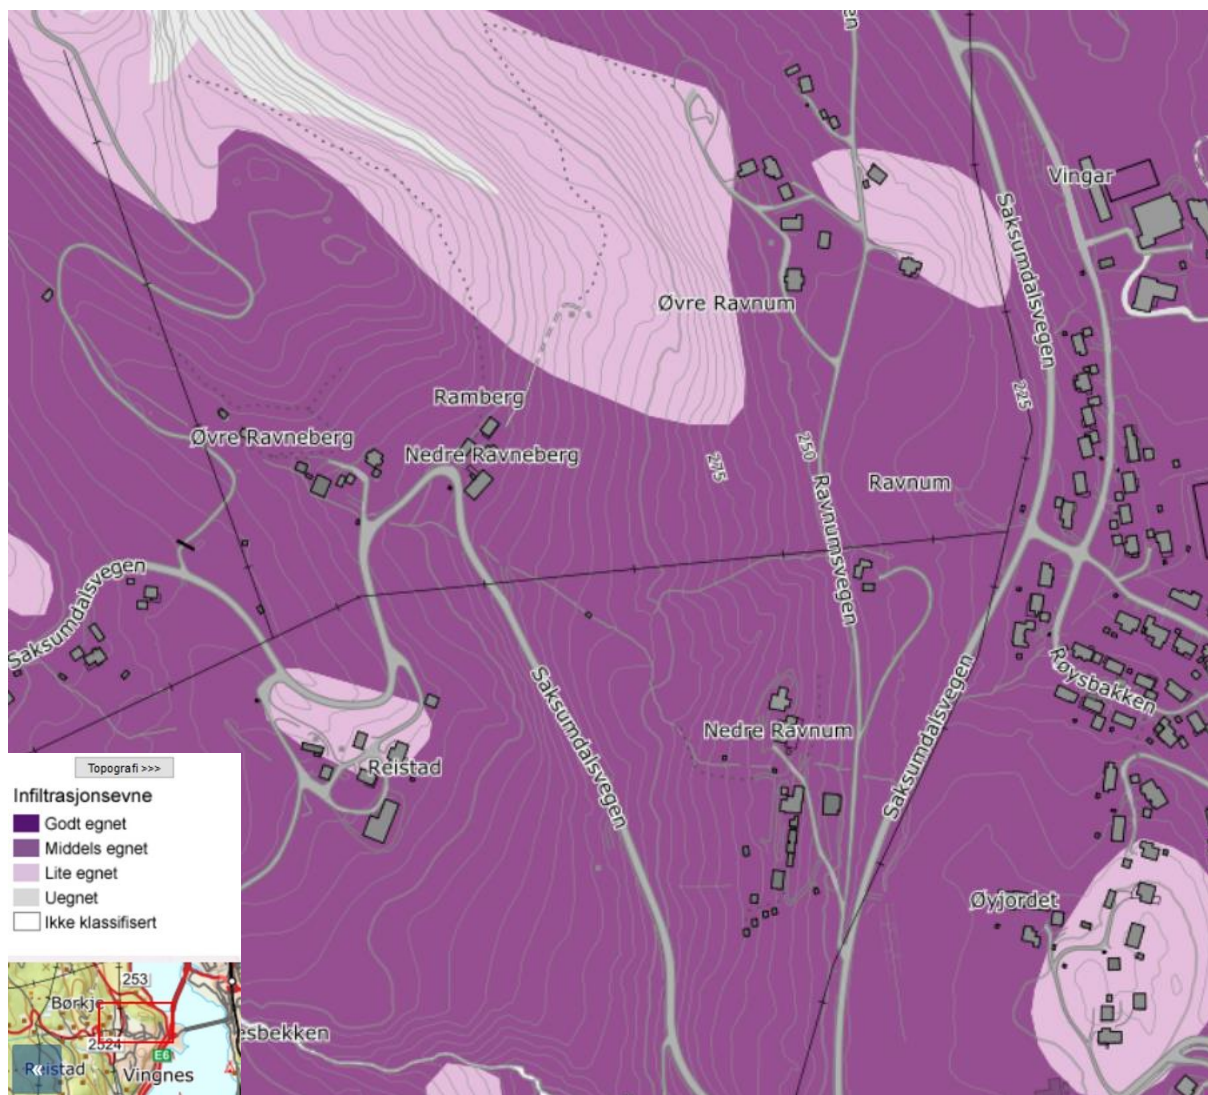 en
Vingar
Saksumdalsvegen
Øvre Ravnum
225
Ramberg
Øvre Ravneberg
Nedre Ravneberg
250
275
Ravnum
Ravnumsvegen
Saksumdalsvegen
Røysbakken
Saksumdalsvegen
Saksumdalsvegen
Nedre Ravnum
Reistad
Øyjordet
Topografi >>>
Infiltrasjonsevne
Godt egnet
Middels egnet
Lite egnet
Uegnet
Ikke klassifisert
253
Børkje
2524
E6
Reistad
«
Vingnes
esbekken